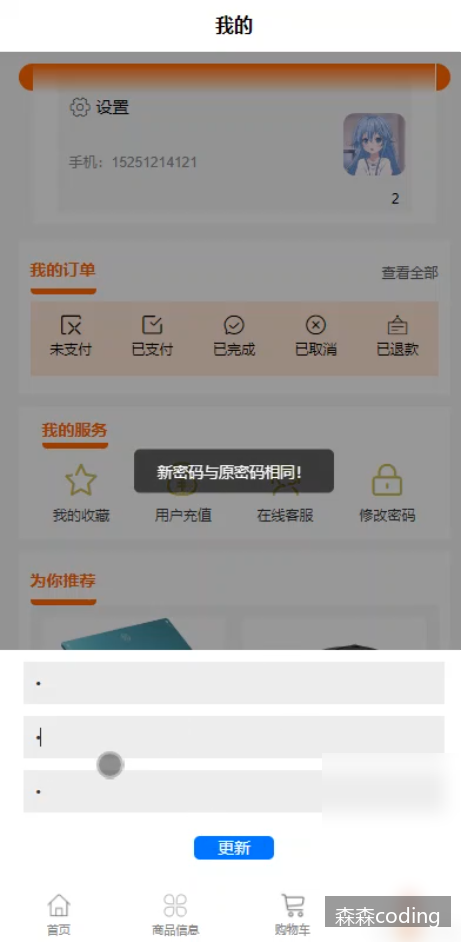 我的
设置
手机：15251214121
2
我的订单
查看全部
未支付 已支付 已完成 已取消 已退款
我的服务
新密码与原密码相同！
我的收藏 用户充值 在线客服 修改密码
为你推荐
更新
首页 商品信息 购物车
森森coding